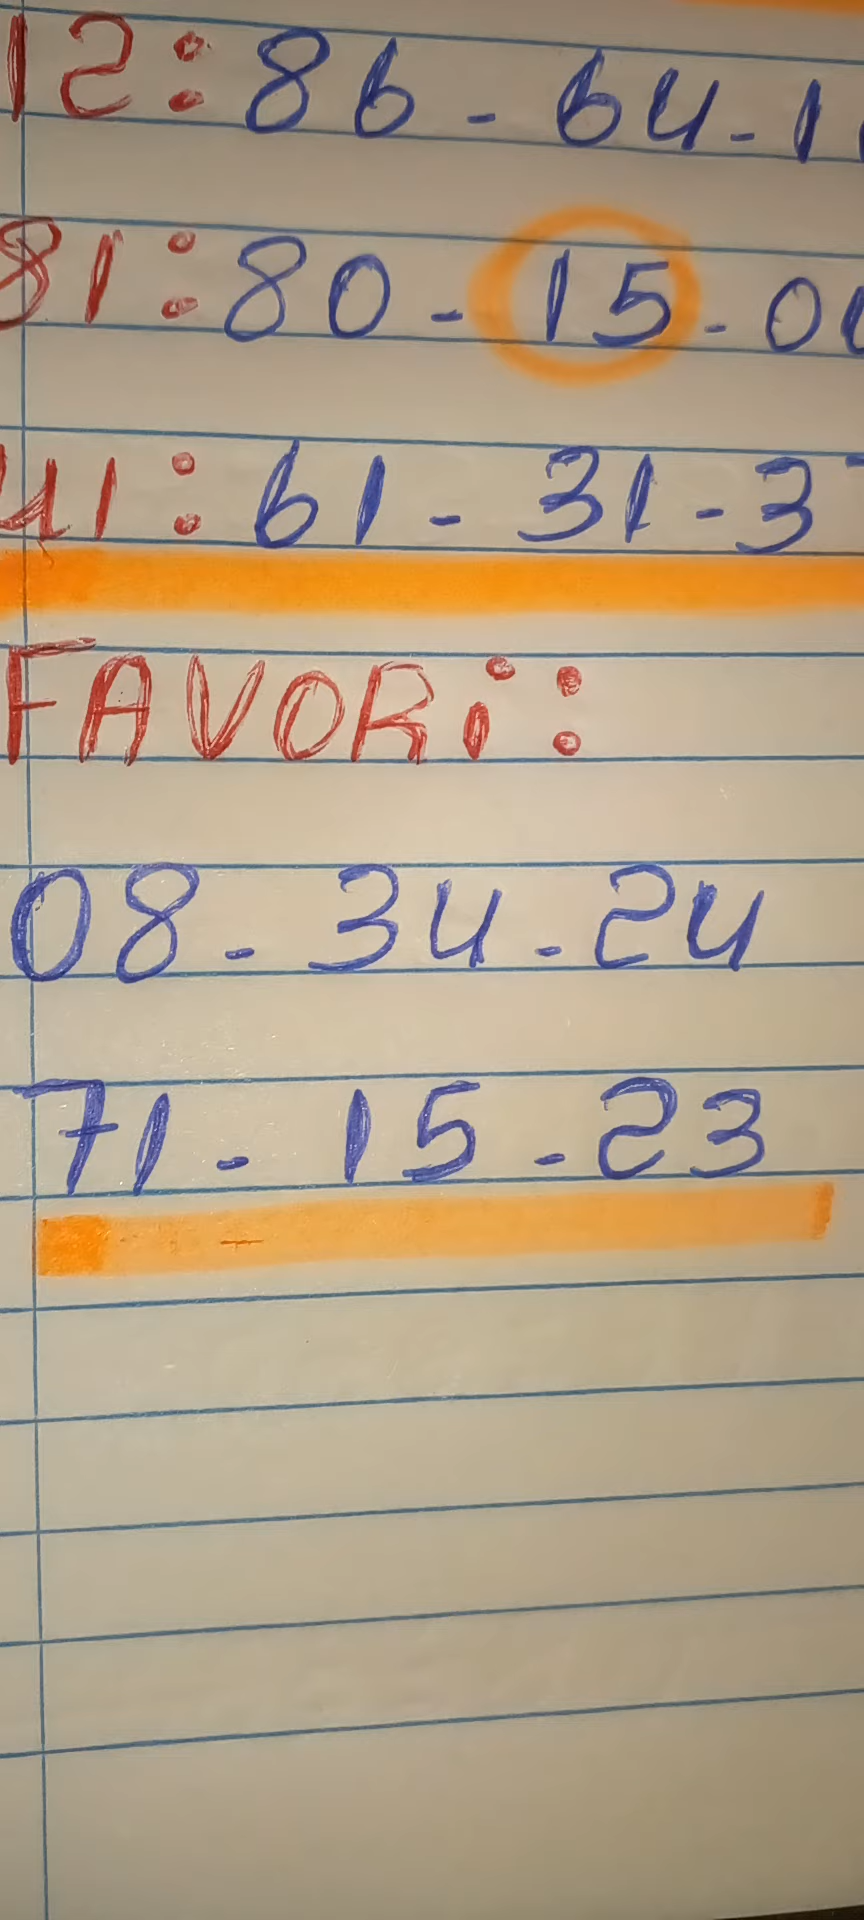 12: 86 - 64 - 1
81: 80 - 15 - 0
41: 61 - 31 - 3
FAVORi:
08 - 34 - 24
71 - 15 - 23